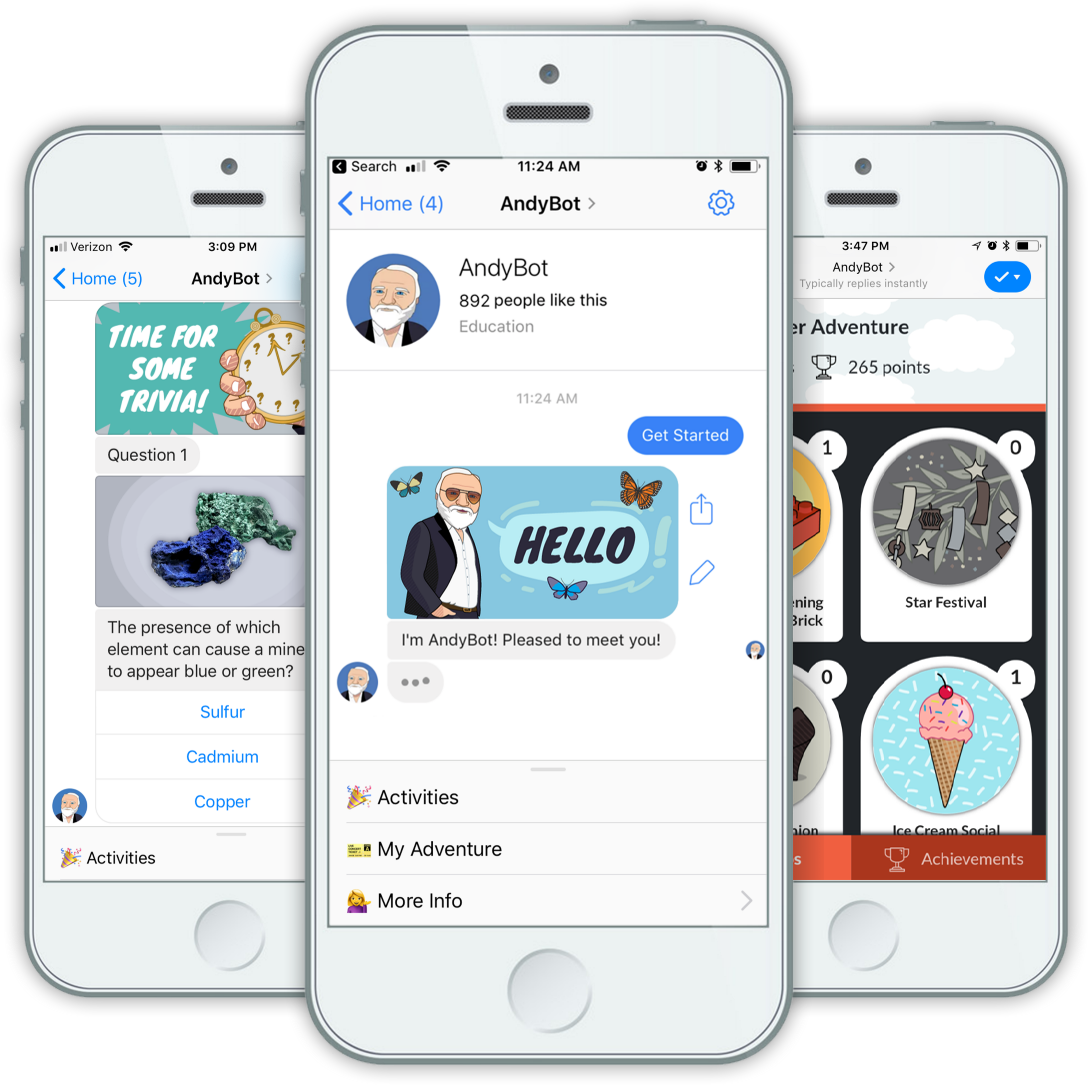 Verizon
3:09 PM
Home (5)
AndyBot
TIME FOR
SOME
TRIVIA!
Question 1
The presence of which
element can cause a mine
to appear blue or green?
Sulfur
Cadmium
Copper
Activities
Search
11:24 AM
Home (4)
AndyBot
AndyBot
892 people like this
Education
11:24 AM
Get Started
HELLO
I'm AndyBot! Pleased to meet you!
Activities
My Adventure
More Info
3:47 PM
AndyBot
Typically replies instantly
er Adventure
s
265 points
1
0
ning
Brick
Star Festival
0
1
nion
Ice Cream Social
s
Achievements